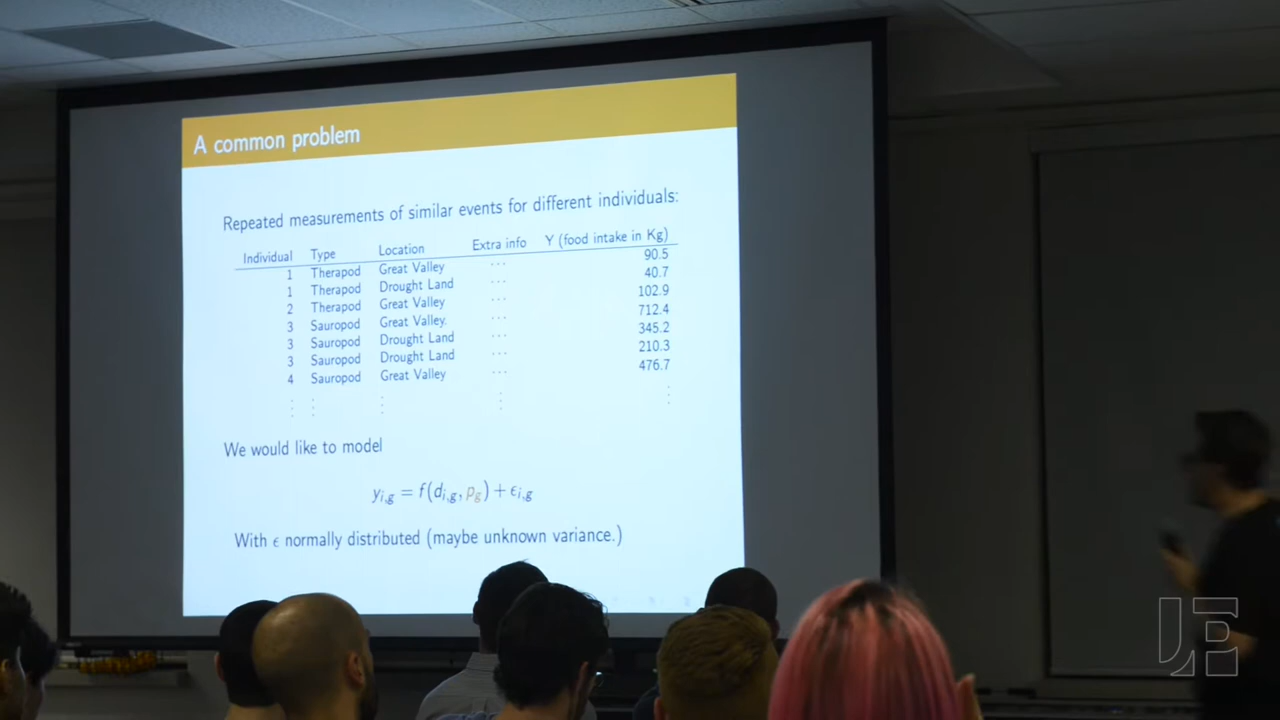 A common problem
Repeated measurements of similar events for different individuals:
Individual Type Location Extra info Y (food intake in Kg)
1 Therapod Great Valley ... 90.5
1 Therapod Drought Land ... 40.7
2 Therapod Great Valley ... 102.9
3 Sauropod Great Valley. ... 712.4
3 Sauropod Drought Land ... 345.2
3 Sauropod Drought Land ... 210.3
4 Sauropod Great Valley ... 476.7
⋮ ⋮ ⋮ ⋮ ⋮
We would like to model
y_{i,g} = f(d_{i,g}, p_g) + ϵ_{i,g}
With ϵ normally distributed (maybe unknown variance.)